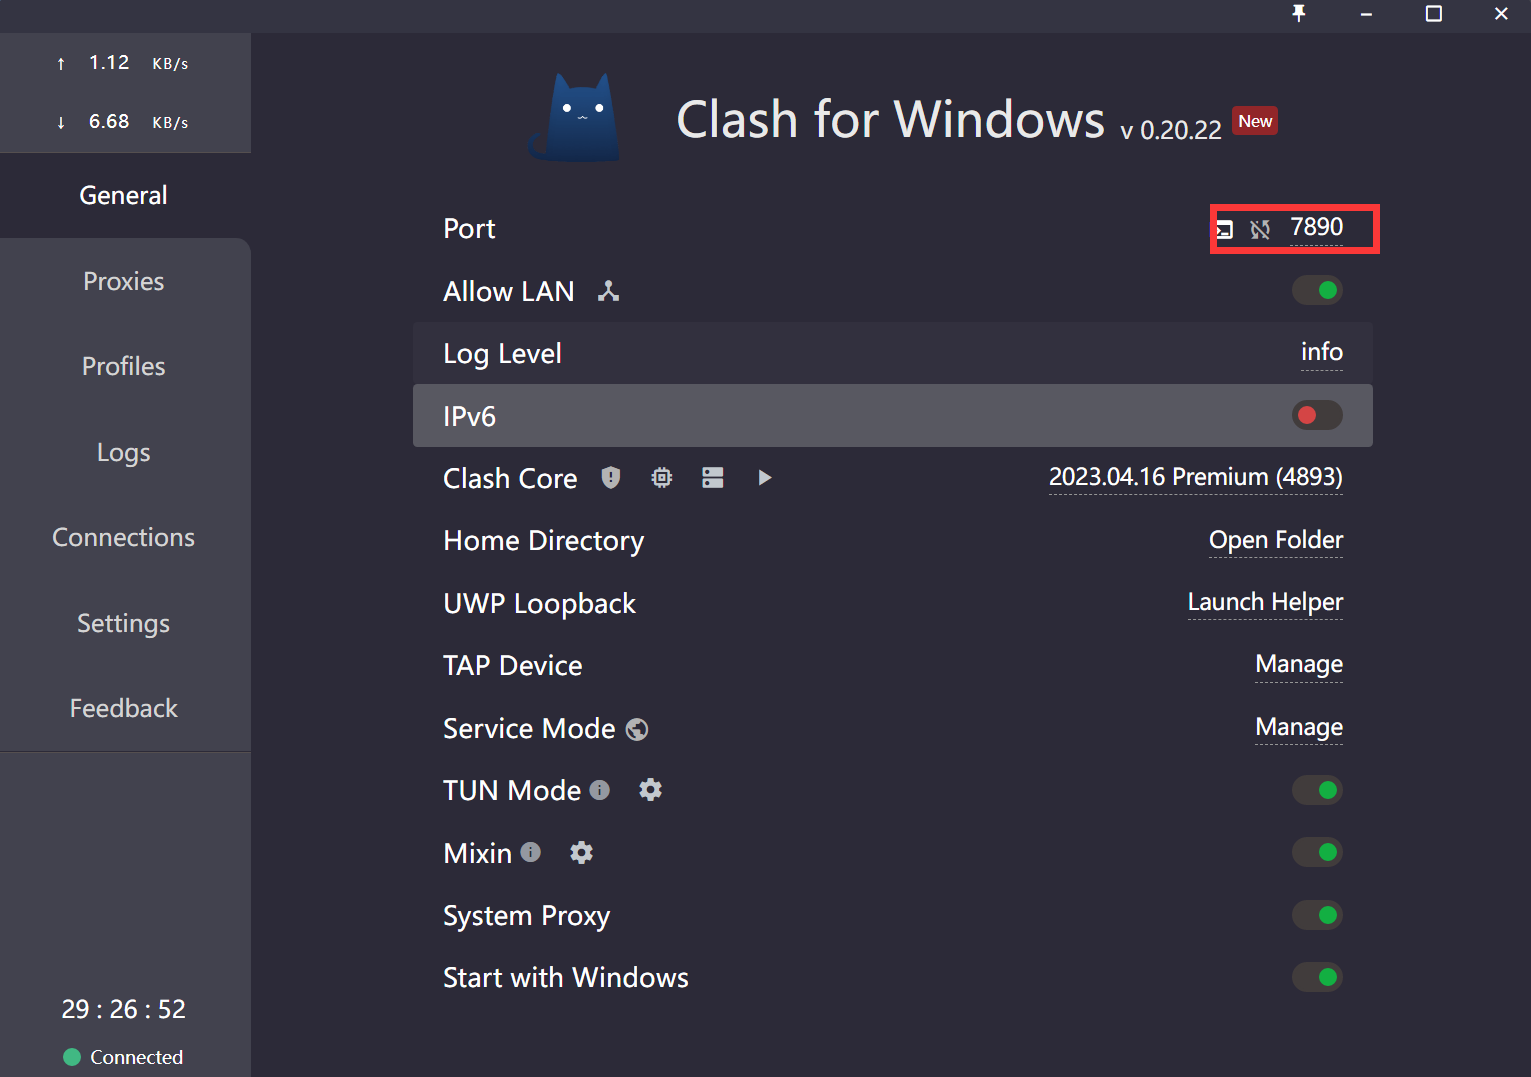 ↑ 1.12 KB/s
↓ 6.68 KB/s
General
Proxies
Profiles
Logs
Connections
Settings
Feedback
29 : 26 : 52
Connected
Clash for Windows v 0.20.22 New
Port 7890
Allow LAN
Log Level info
IPv6
Clash Core 2023.04.16 Premium (4893)
Home Directory Open Folder
UWP Loopback Launch Helper
TAP Device Manage
Service Mode Manage
TUN Mode
Mixin
System Proxy
Start with Windows